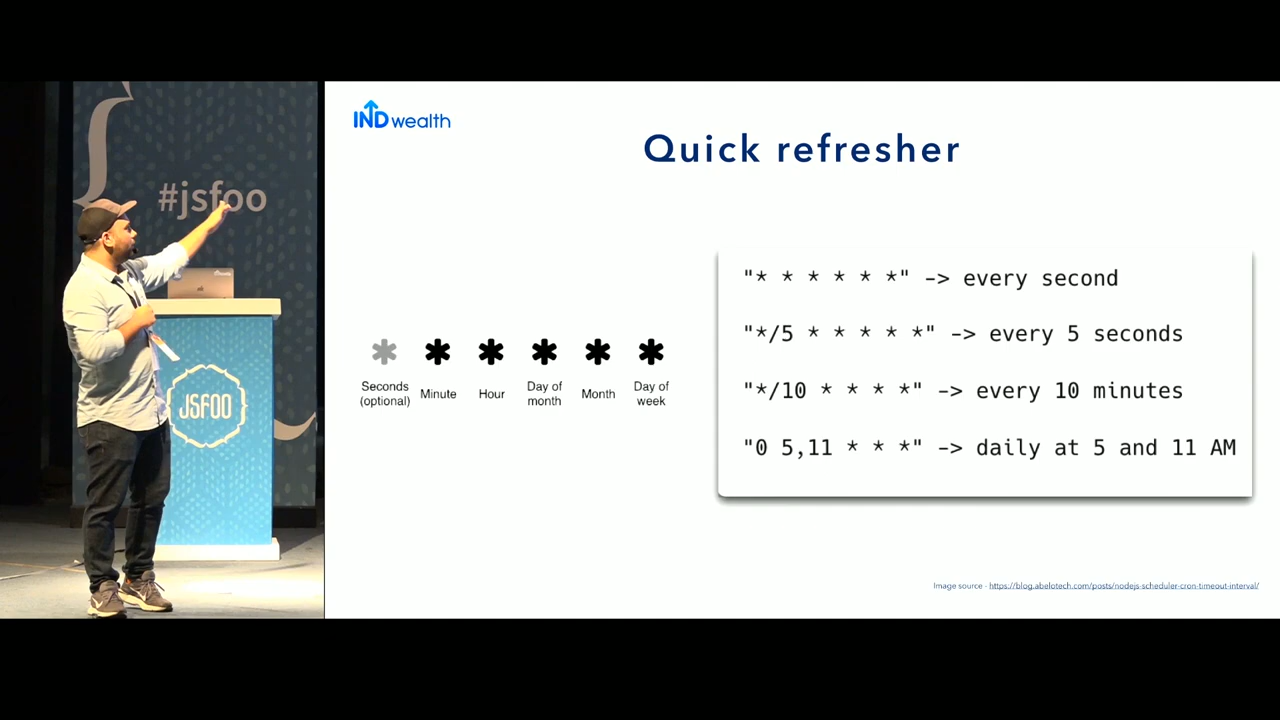 #jsfoo
JSFOO
IND wealth
Quick refresher
* * * * * *
Seconds (optional)
Minute
Hour
Day of month
Month
Day of week
"* * * * * *" -> every second
"*/5 * * * * *" -> every 5 seconds
"*/10 * * * *" -> every 10 minutes
"0 5,11 * * *" -> daily at 5 and 11 AM
Image source - https://blog.abelotech.com/posts/nodejs-scheduler-cron-timeout-interval/